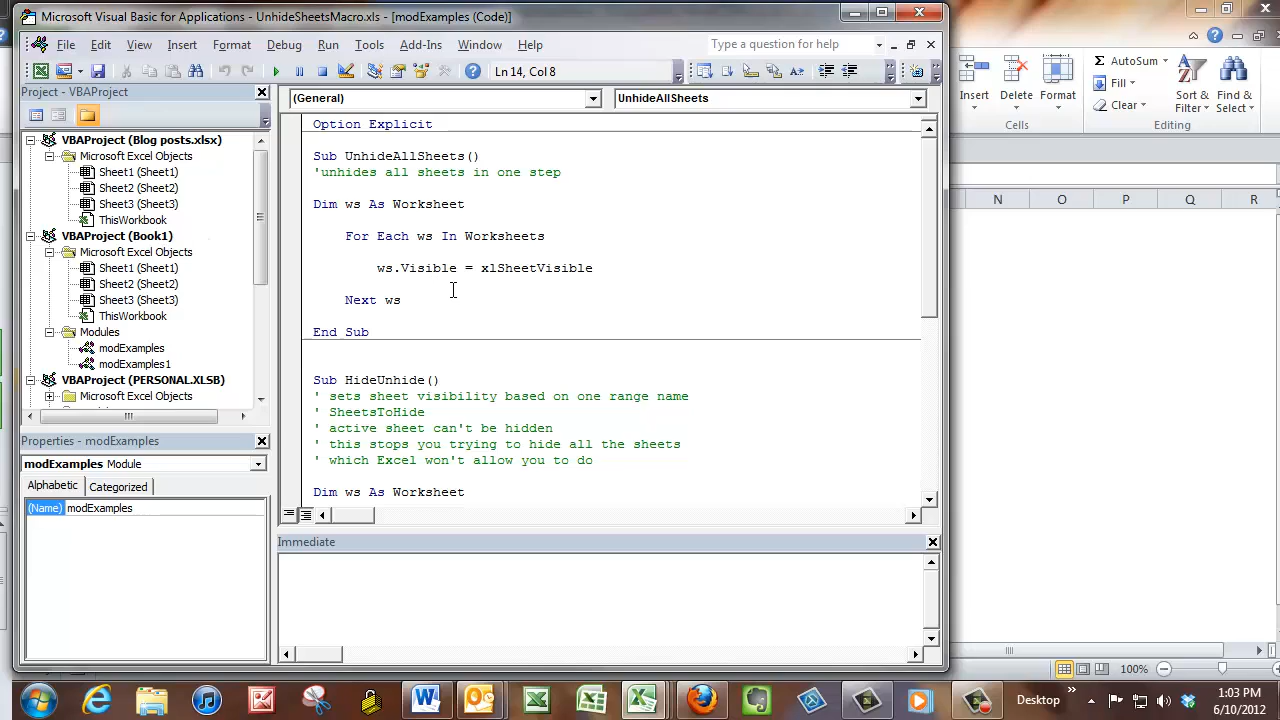 Microsoft Visual Basic for Applications - UnhideSheetsMacro.xls - [modExamples (Code)]
File Edit View Insert Format Debug Run Tools Add-Ins Window Help
Type a question for help
Ln 14, Col 8
Project - VBAProject
VBAProject (Blog posts.xlsx)
Microsoft Excel Objects
Sheet1 (Sheet1)
Sheet2 (Sheet2)
Sheet3 (Sheet3)
ThisWorkbook
VBAProject (Book1)
Microsoft Excel Objects
Sheet1 (Sheet1)
Sheet2 (Sheet2)
Sheet3 (Sheet3)
ThisWorkbook
Modules
modExamples
modExamples1
VBAProject (PERSONAL.XLSB)
Microsoft Excel Objects
Properties - modExamples
modExamples Module
Alphabetic Categorized
(Name) modExamples
(General) UnhideAllSheets
Option Explicit
Sub UnhideAllSheets()
'unhides all sheets in one step
Dim ws As Worksheet
For Each ws In Worksheets
ws.Visible = xlSheetVisible
Next ws
End Sub
Sub HideUnhide()
' sets sheet visibility based on one range name
' SheetsToHide
' active sheet can't be hidden
' this stops you trying to hide all the sheets
' which Excel won't allow you to do
Dim ws As Worksheet
Immediate
Insert Delete Format
Cells
AutoSum
Fill
Clear
Sort & Filter
Find & Select
Editing
N O P Q R
100%
Desktop
1:03 PM
6/10/2012